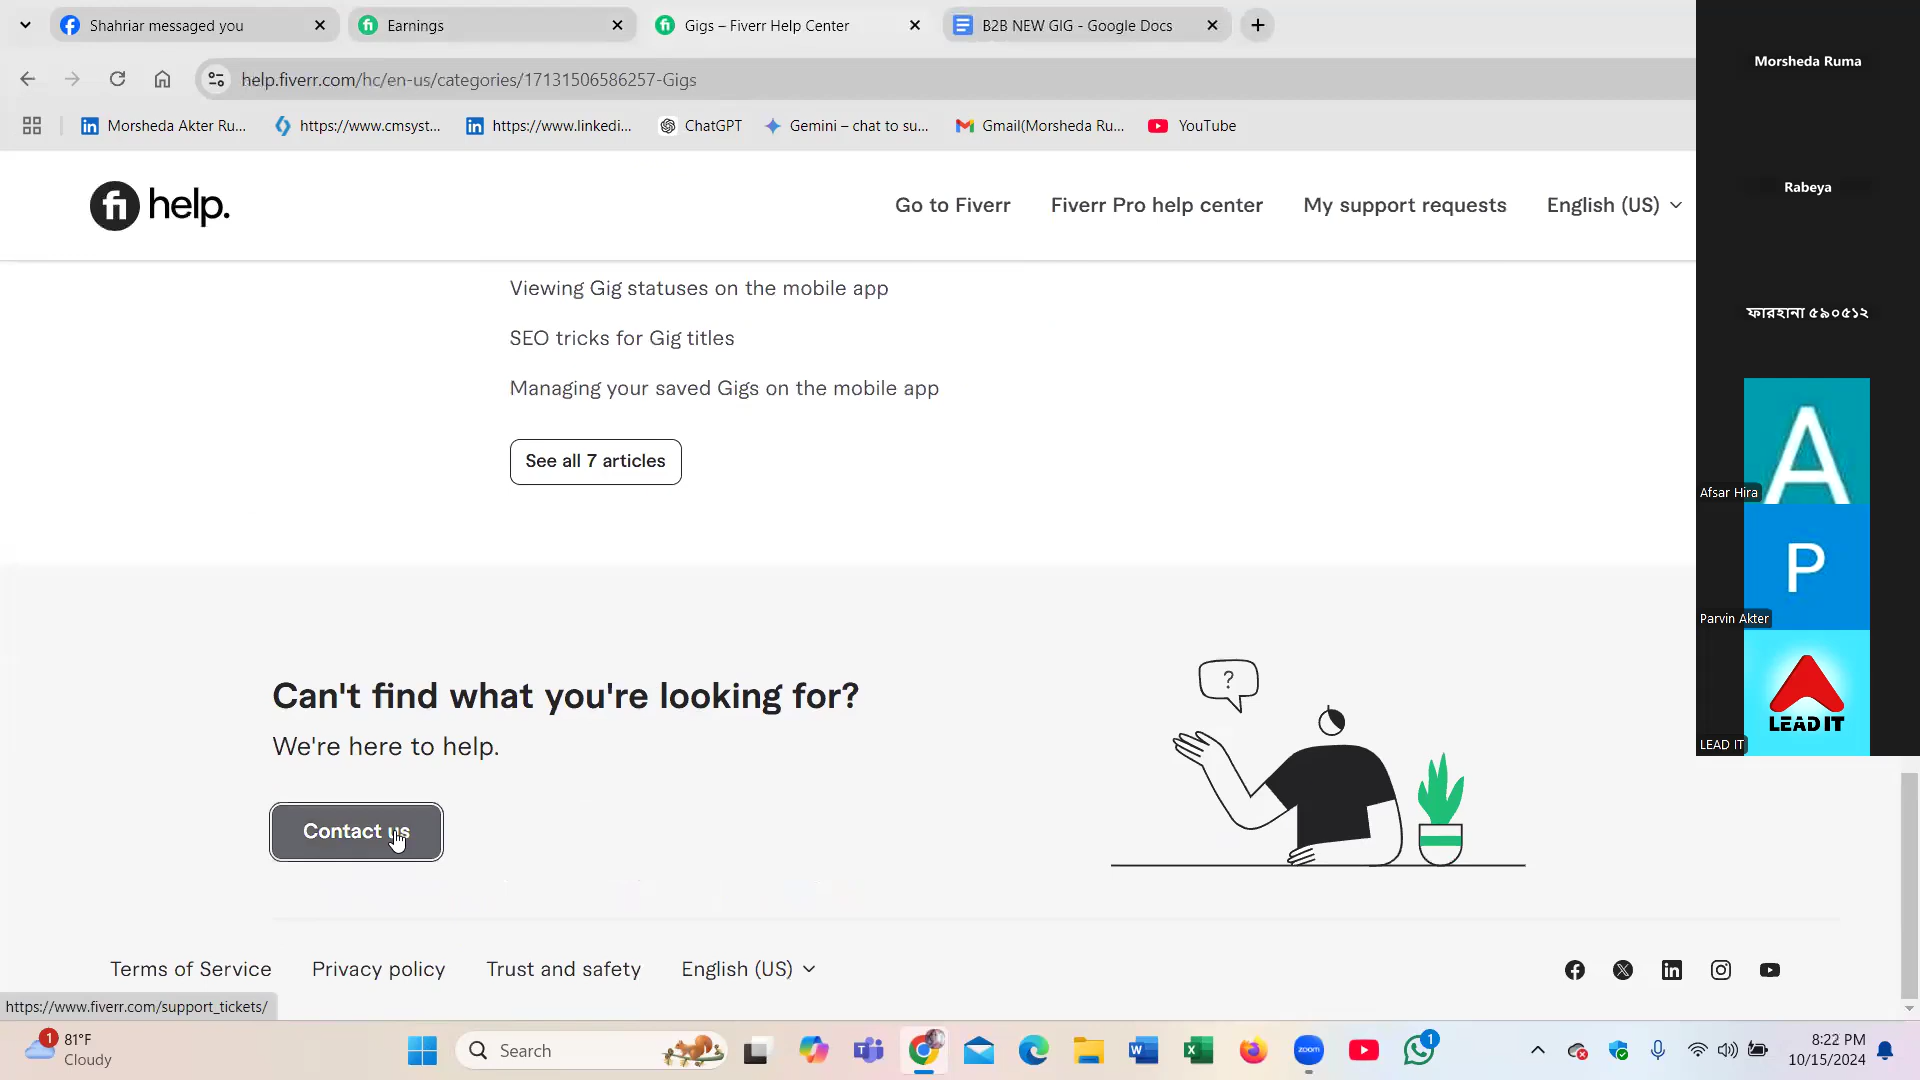 Shahriar messaged you
Earnings
Gigs – Fiverr Help Center
B2B NEW GIG - Google Docs
help.fiverr.com/hc/en-us/categories/17131506586257-Gigs
Morsheda Akter Ru...
https://www.cmsyst...
https://www.linkedi...
ChatGPT
Gemini – chat to su...
Gmail(Morsheda Ru...
YouTube
fi help.
Go to Fiverr
Fiverr Pro help center
My support requests
English (US)
Viewing Gig statuses on the mobile app
SEO tricks for Gig titles
Managing your saved Gigs on the mobile app
See all 7 articles
Can't find what you're looking for?
We're here to help.
Contact us
?
Terms of Service
Privacy policy
Trust and safety
English (US)
https://www.fiverr.com/support_tickets/
Morsheda Ruma
Rabeya
ফারহানা ৫৯০৫১২
A
Afsar Hira
P
Parvin Akter
LEAD IT
LEAD IT
1
81°F
Cloudy
Search
zoom
1
8:22 PM
10/15/2024